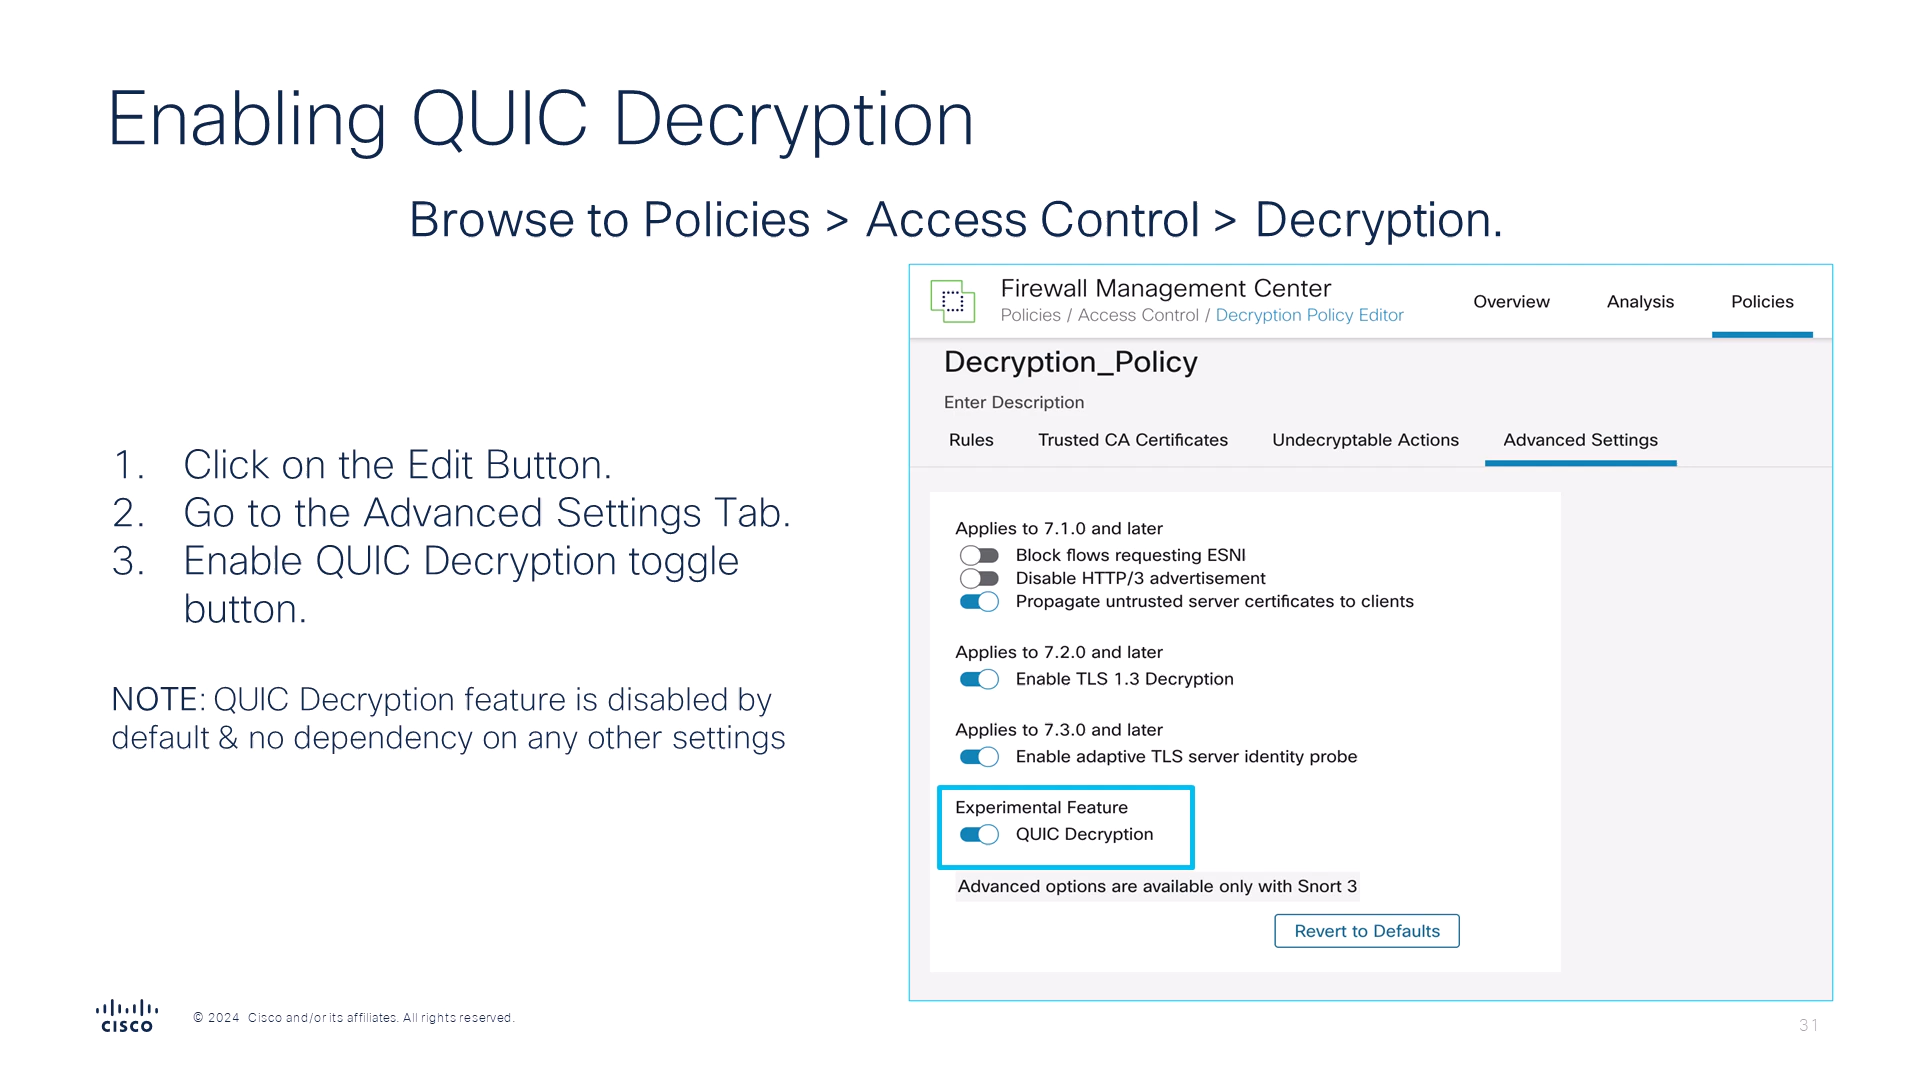 Enabling QUIC Decryption
Browse to Policies > Access Control > Decryption.
1. Click on the Edit Button.
2. Go to the Advanced Settings Tab.
3. Enable QUIC Decryption toggle
button.
NOTE: QUIC Decryption feature is disabled by
default & no dependency on any other settings
Firewall Management Center
Policies / Access Control / Decryption Policy Editor
Overview Analysis Policies
Decryption_Policy
Enter Description
Rules Trusted CA Certificates Undecryptable Actions Advanced Settings
Applies to 7.1.0 and later
Block flows requesting ESNI
Disable HTTP/3 advertisement
Propagate untrusted server certificates to clients
Applies to 7.2.0 and later
Enable TLS 1.3 Decryption
Applies to 7.3.0 and later
Enable adaptive TLS server identity probe
Experimental Feature
QUIC Decryption
Advanced options are available only with Snort 3
Revert to Defaults
CISCO
© 2024 Cisco and/or its affiliates. All rights reserved.
31